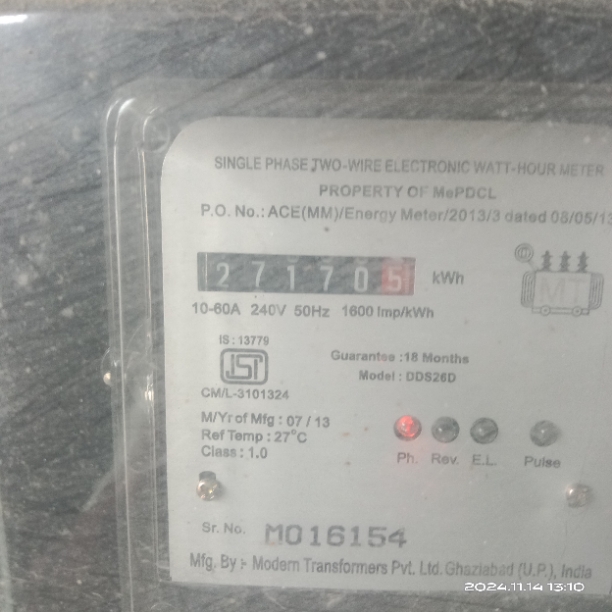 SINGLE PHASE TWO-WIRE ELECTRONIC WATT-HOUR METER
PROPERTY OF MePDCL
P.O. No.: ACE(MM)/Energy Meter/2013/3 dated 08/05/13
271705 kWh
10-60A 240V 50Hz 1600 Imp/kWh
MT
IS : 13779
ISI
CM/L-3101324
Guarantee :18 Months
Model : DDS26D
M/Yr of Mfg : 07 / 13
Ref Temp : 27°C
Class : 1.0
Ph. Rev. E.L. Pulse
Sr. No. M016154
Mfg. By :- Modern Transformers Pvt. Ltd. Ghaziabad (U.P.), India
2024.11.14 13:10